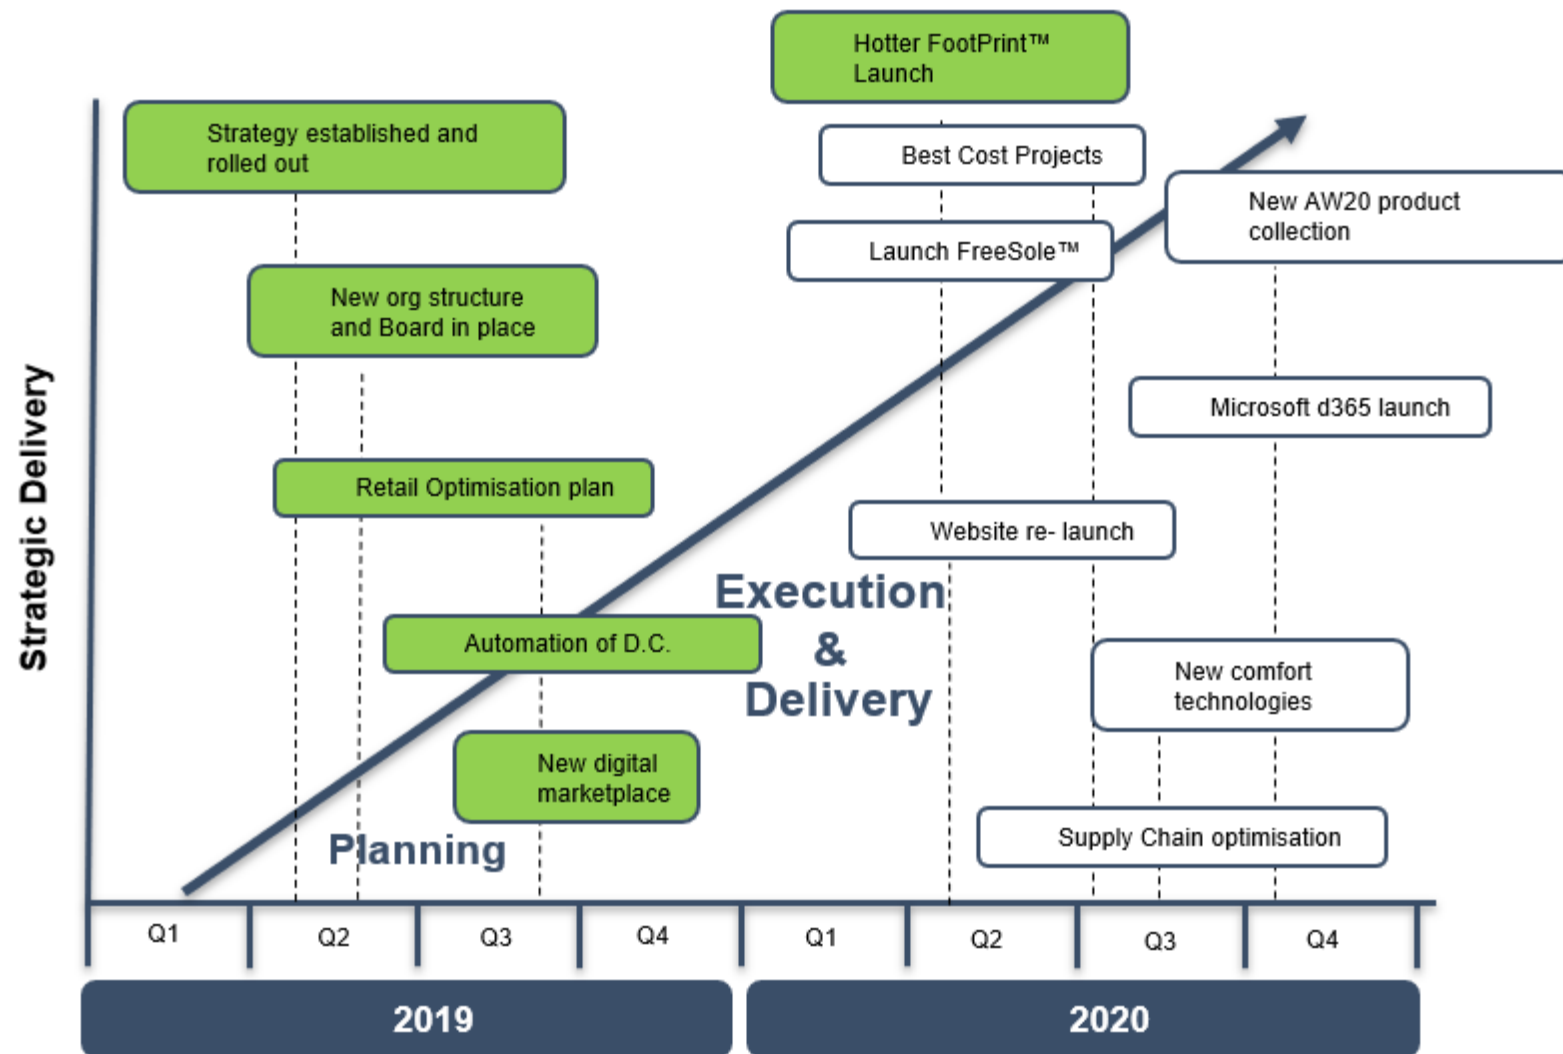 Hotter FootPrint™
Launch
Strategy established and
rolled out
Best Cost Projects
New AW20 product
collection
Launch FreeSole™
New org structure
and Board in place
Microsoft d365 launch
Strategic Delivery
Retail Optimisation plan
Website re- launch
Execution
&
Delivery
Automation of D.C.
New comfort
technologies
New digital
marketplace
Planning
Supply Chain optimisation
Q1 Q2 Q3 Q4 Q1 Q2 Q3 Q4
2019 2020